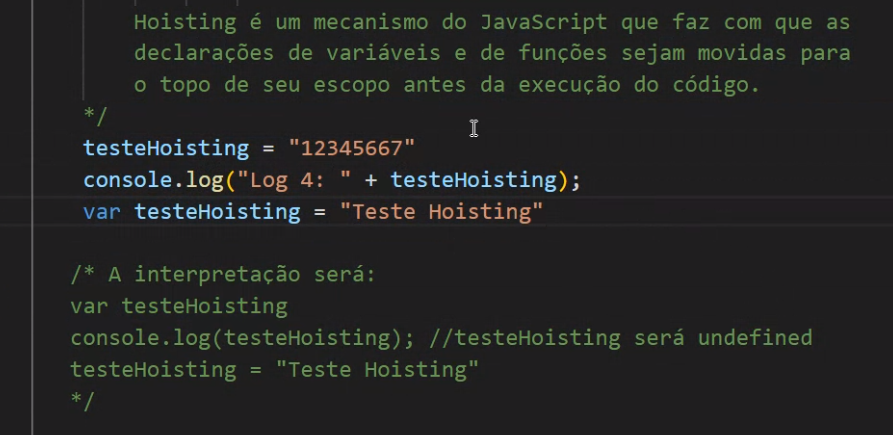 Hoisting é um mecanismo do JavaScript que faz com que as
declarações de variáveis e de funções sejam movidas para
o topo de seu escopo antes da execução do código.
*/
testeHoisting = "12345667"
console.log("Log 4: " + testeHoisting);
var testeHoisting = "Teste Hoisting"
/* A interpretação será:
var testeHoisting
console.log(testeHoisting); //testeHoisting será undefined
testeHoisting = "Teste Hoisting"
*/